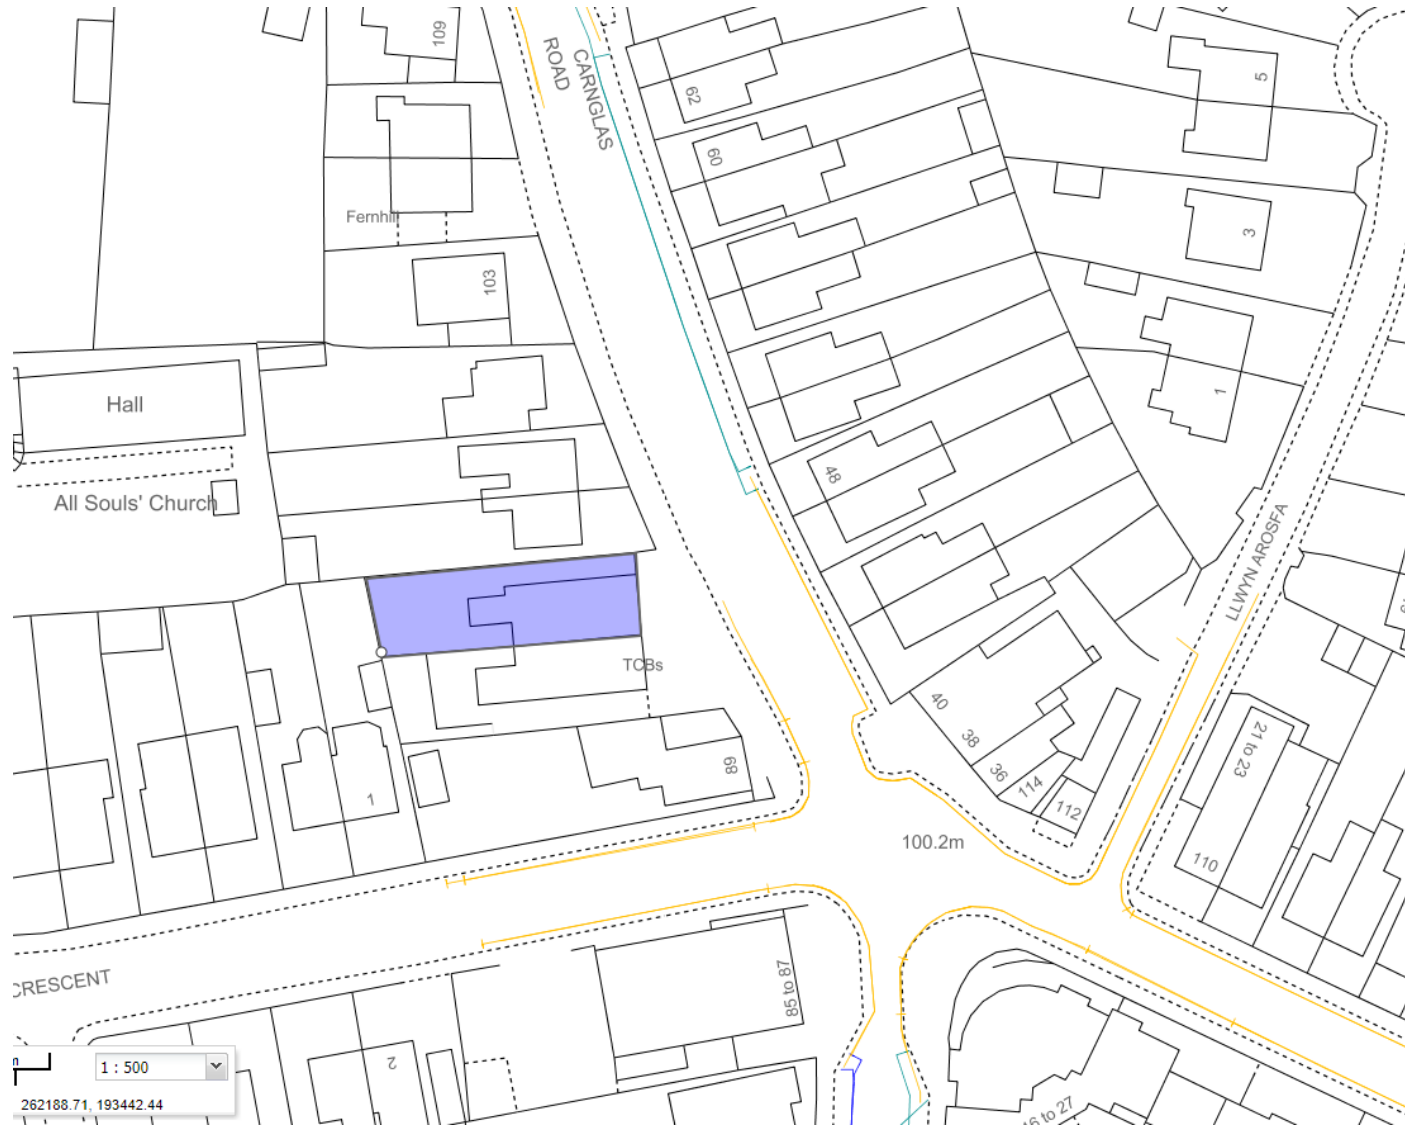 109
ROAD
CARNGLAS
62
60
5
Fernhill
3
103
1
Hall
48
All Souls' Church
LLWYN AROSFA
TCBs
40
38
36
114
112
21 to 23
89
1
100.2m
110
CRESCENT
85 to 87
2
m
1 : 500
262188.71, 193442.44
16 to 27